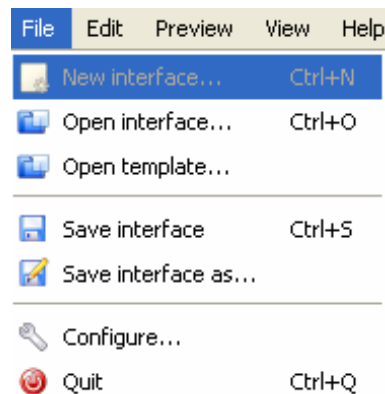 File Edit Preview View Help
New interface... Ctrl+N
Open interface... Ctrl+O
Open template...
Save interface Ctrl+S
Save interface as...
Configure...
Quit Ctrl+Q